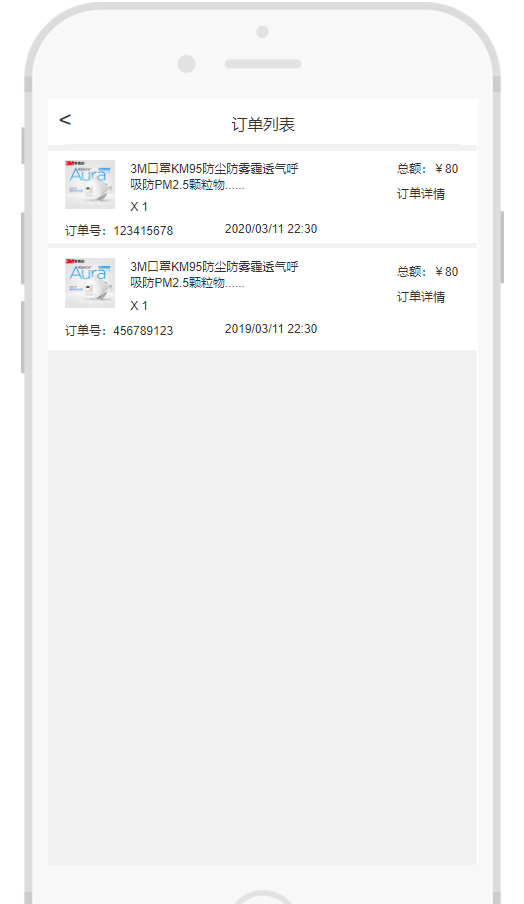 <
订单列表
3M
Aura
3M口罩KM95防尘防雾霾透气呼
吸防PM2.5颗粒物......
X 1
总额：￥80
订单详情
订单号：123415678
2020/03/11 22:30
3M
Aura
3M口罩KM95防尘防雾霾透气呼
吸防PM2.5颗粒物......
X 1
总额：￥80
订单详情
订单号：456789123
2019/03/11 22:30